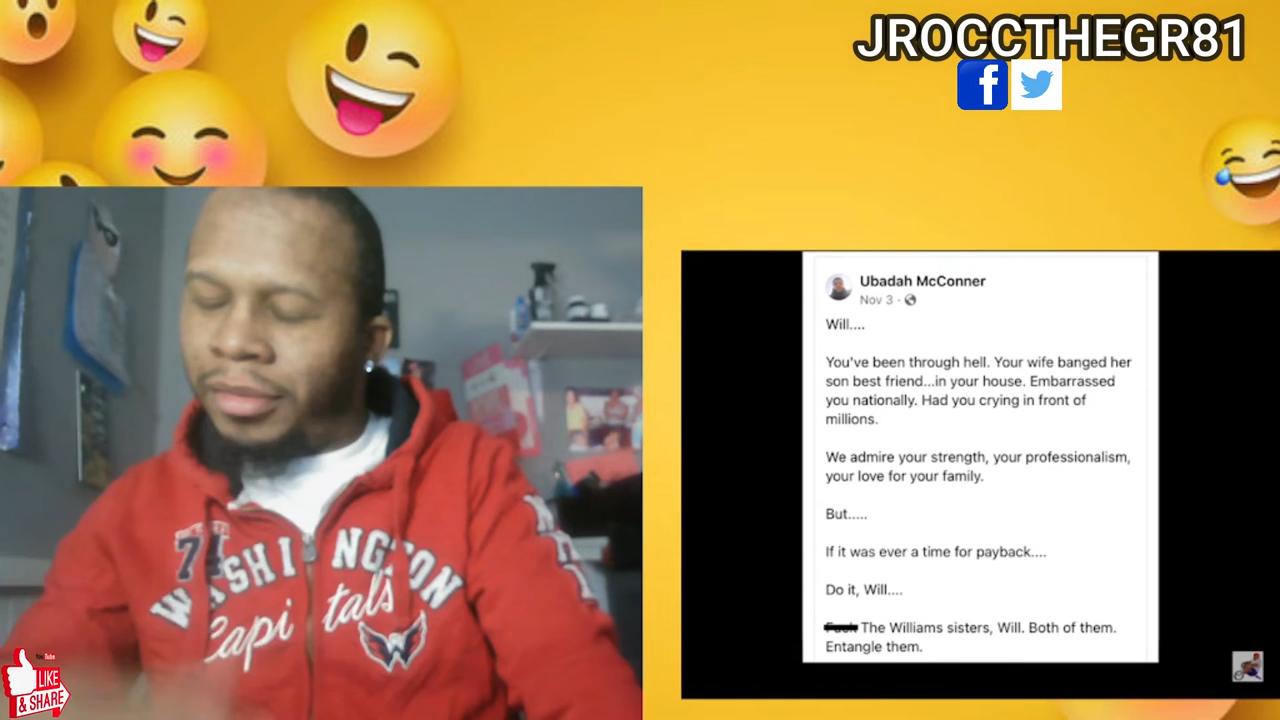 JROCCTHEGR81
Ubadah McConner
Nov 3 ·
Will....
You've been through hell. Your wife banged her
son best friend...in your house. Embarrassed
you nationally. Had you crying in front of
millions.
We admire your strength, your professionalism,
your love for your family.
But.....
If it was ever a time for payback....
Do it, Will....
The Williams sisters, Will. Both of them.
Entangle them.
74
WASHINGTON
Capitals
YouTube
LIKE
& SHARE